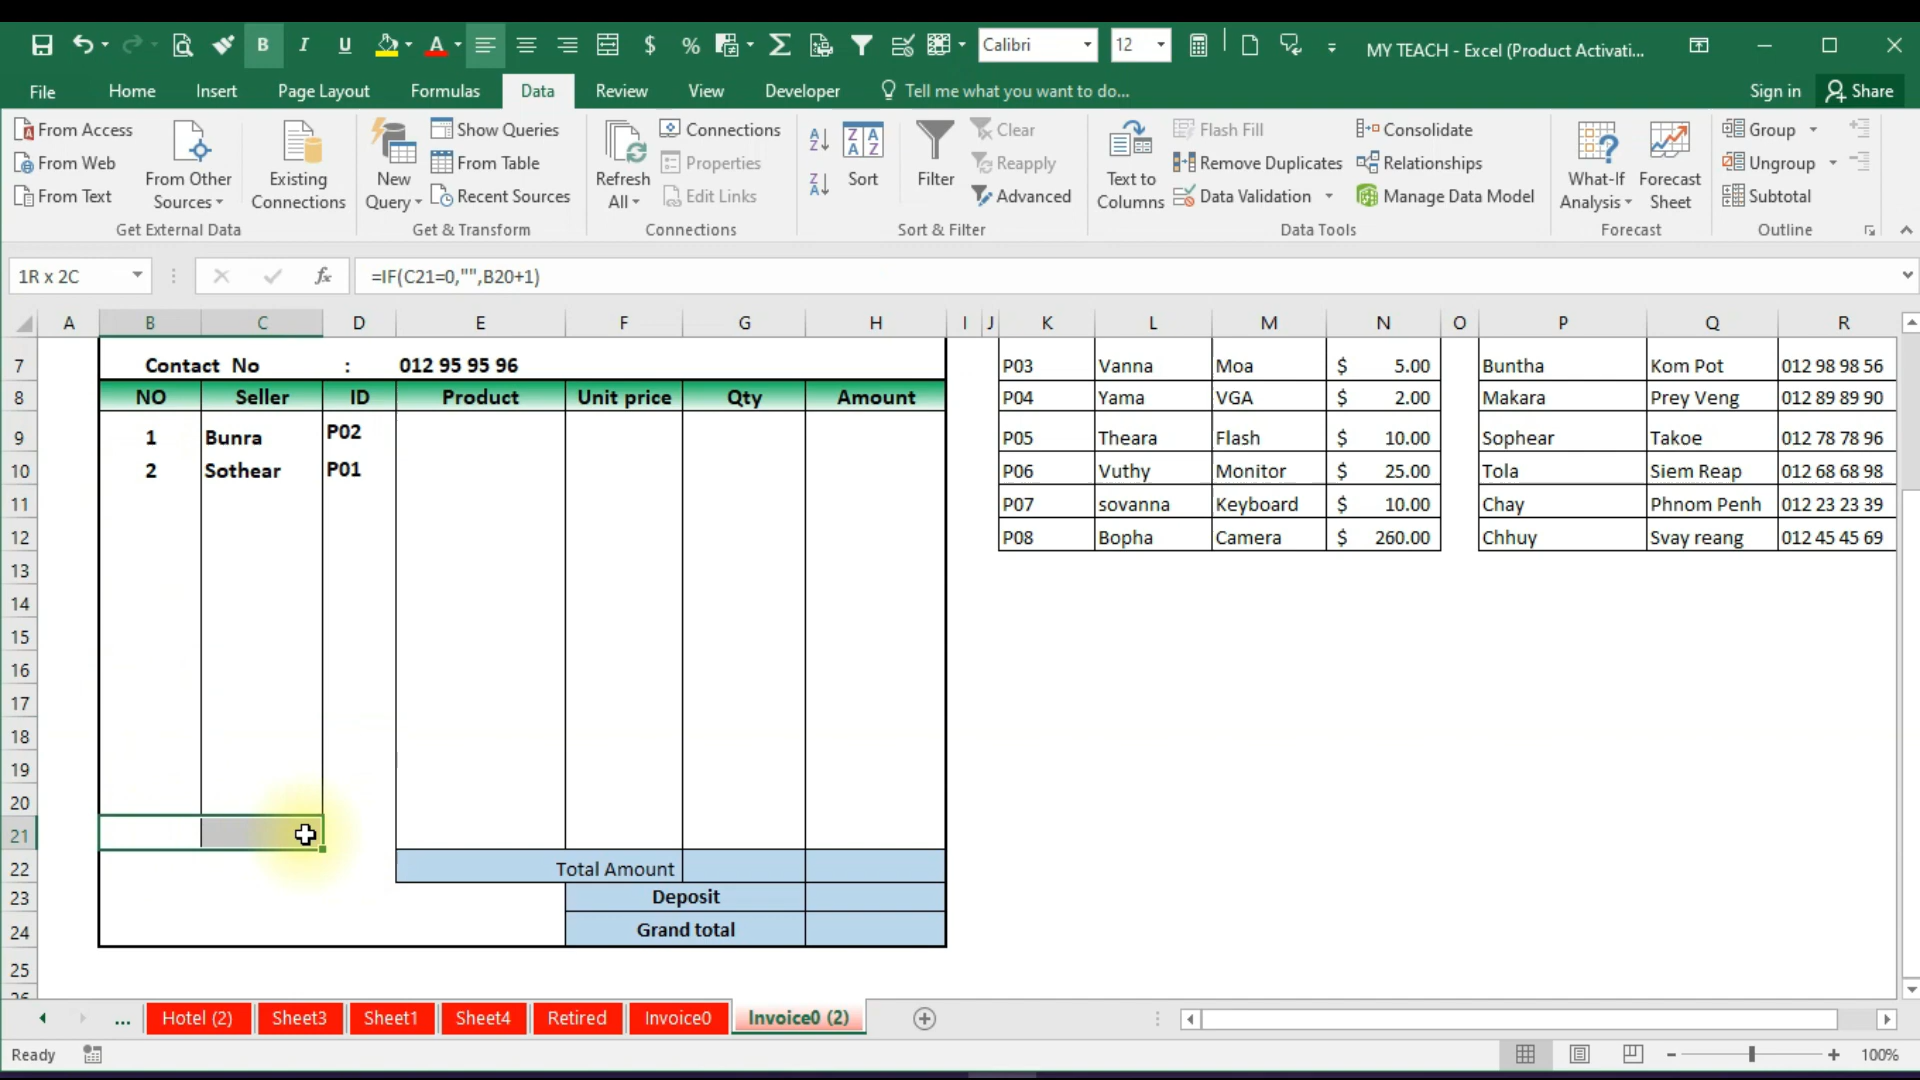 B I U $ % Calibri 12 MY TEACH - Excel (Product Activati...
File Home Insert Page Layout Formulas Data Review View Developer Tell me what you want to do... Sign in Share
From Access
From Web
From Text
From Other Sources
Existing Connections
Get External Data
New Query
Show Queries
From Table
Recent Sources
Get & Transform
Refresh All
Connections
Properties
Edit Links
Connections
Sort
Filter
Clear
Reapply
Advanced
Sort & Filter
Text to Columns
Flash Fill
Remove Duplicates
Data Validation
Consolidate
Relationships
Manage Data Model
Data Tools
What-If Analysis
Forecast Sheet
Forecast
Group
Ungroup
Subtotal
Outline
1R x 2C fx =IF(C21=0,"",B20+1)
A B C D E F G H I J K L M N O P Q R
7 Contact No : 012 95 95 96 P03 Vanna Moa $ 5.00 Buntha Kom Pot 012 98 98 56
8 NO Seller ID Product Unit price Qty Amount P04 Yama VGA $ 2.00 Makara Prey Veng 012 89 89 90
9 1 Bunra P02 P05 Theara Flash $ 10.00 Sophear Takoe 012 78 78 96
10 2 Sothear P01 P06 Vuthy Monitor $ 25.00 Tola Siem Reap 012 68 68 98
11 P07 sovanna Keyboard $ 10.00 Chay Phnom Penh 012 23 23 39
12 P08 Bopha Camera $ 260.00 Chhuy Svay reang 012 45 45 69
13
14
15
16
17
18
19
20
21
22 Total Amount
23 Deposit
24 Grand total
25
26
... Hotel (2) Sheet3 Sheet1 Sheet4 Retired Invoice0 Invoice0 (2)
Ready 100%